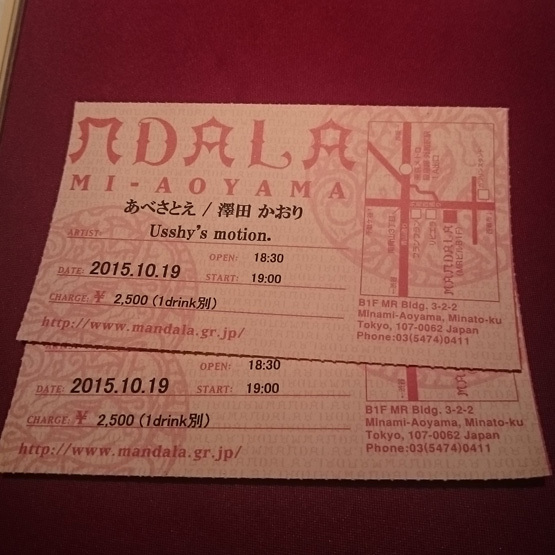 NDALA
MI-AOYAMA
あべさとえ / 澤田 かおり
ARTIST: Usshy's motion.
OPEN: 18:30
DATE: 2015.10.19
START: 19:00
CHARGE: ¥ 2,500 (1drink別)
http://www.mandala.gr.jp/
B1F MR Bldg. 3-2-2
Minami-Aoyama, Minato-ku
Tokyo, 107-0062 Japan
Phone:03(5474)0411
OPEN: 18:30
DATE: 2015.10.19
START: 19:00
CHARGE: ¥ 2,500 (1drink別)
http://www.mandala.gr.jp/
B1F MR Bldg. 3-2-2
Minami-Aoyama, Minato-ku
Tokyo, 107-0062 Japan
Phone:03(5474)0411